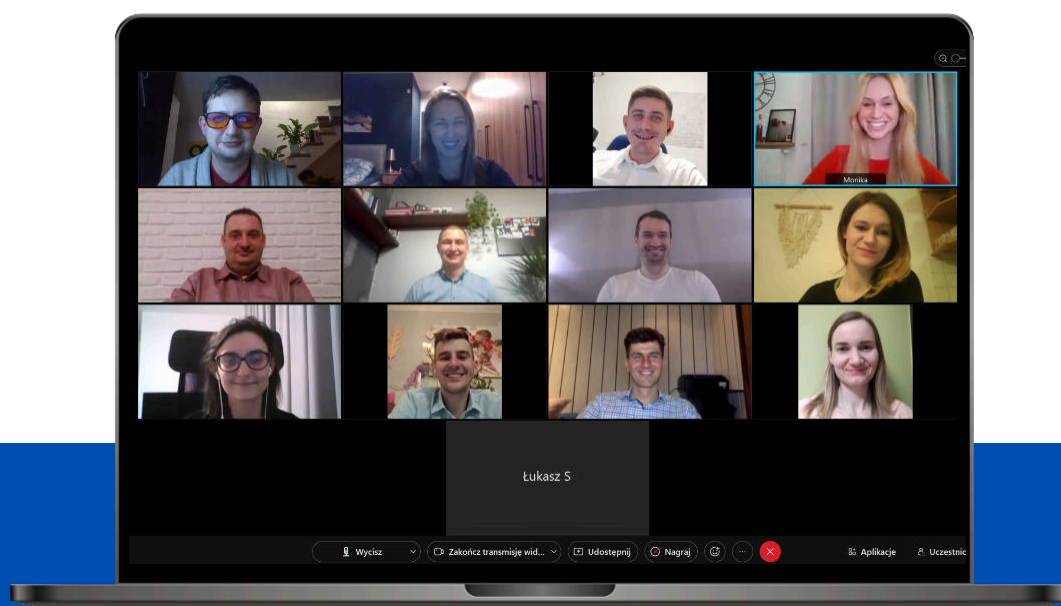 Monika
Łukasz S
Wycisz
Zakończ transmisję wid...
Udostępnij
Nagraj
Aplikacje
Uczestnic